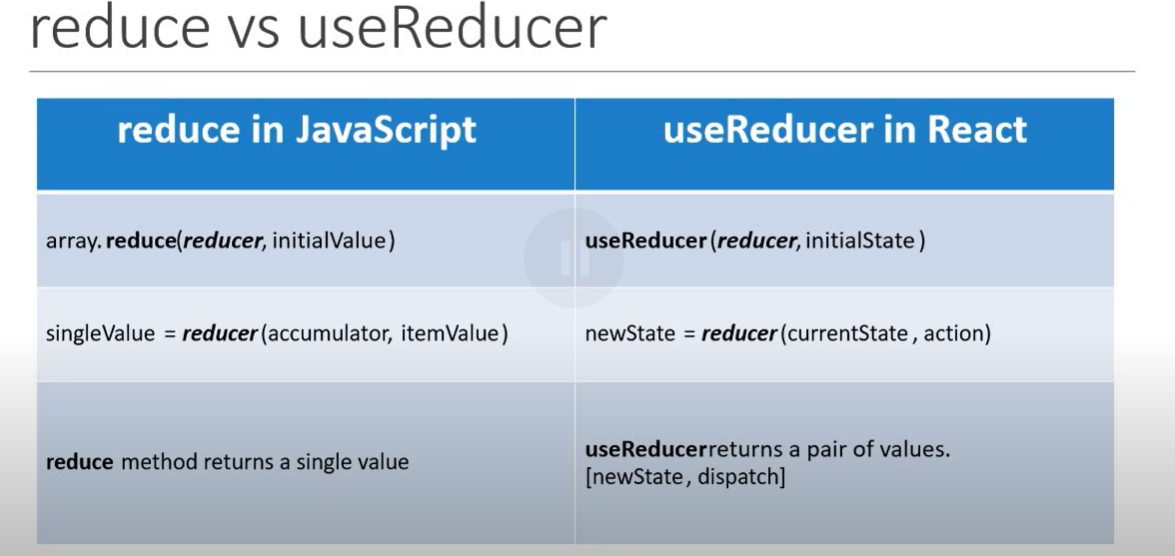 reduce vs useReducer
reduce in JavaScript
useReducer in React
array.reduce(reducer, initialValue)
useReducer(reducer, initialState)
singleValue = reducer(accumulator, itemValue)
newState = reducer(currentState, action)
reduce method returns a single value
useReducerreturns a pair of values.
[newState, dispatch]